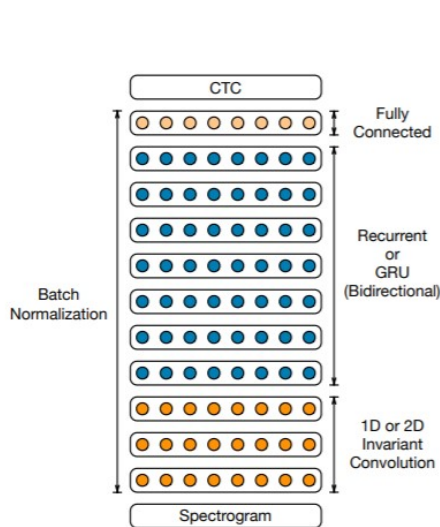 CTC
Fully
Connected
Recurrent
or
GRU
(Bidirectional)
Batch
Normalization
1D or 2D
Invariant
Convolution
Spectrogram